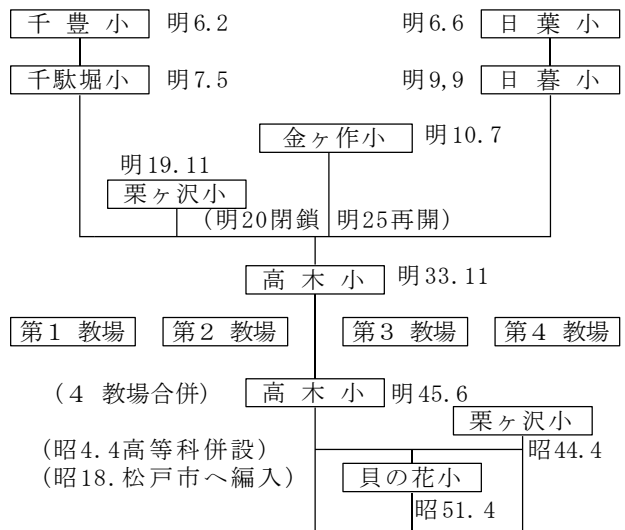 千 豊 小 明6.2 明6.6 日 葉 小
千駄堀小 明7.5 明9,9 日 暮 小
金ヶ作小 明10.7
明19.11
栗ヶ沢小
(明20閉鎖 明25再開)
高 木 小 明33.11
第1 教場 第2 教場 第3 教場 第4 教場
(4 教場合併) 高 木 小 明45.6
栗ヶ沢小
(昭4.4高等科併設) 昭44.4
(昭18.松戸市へ編入) 貝の花小
昭51.4